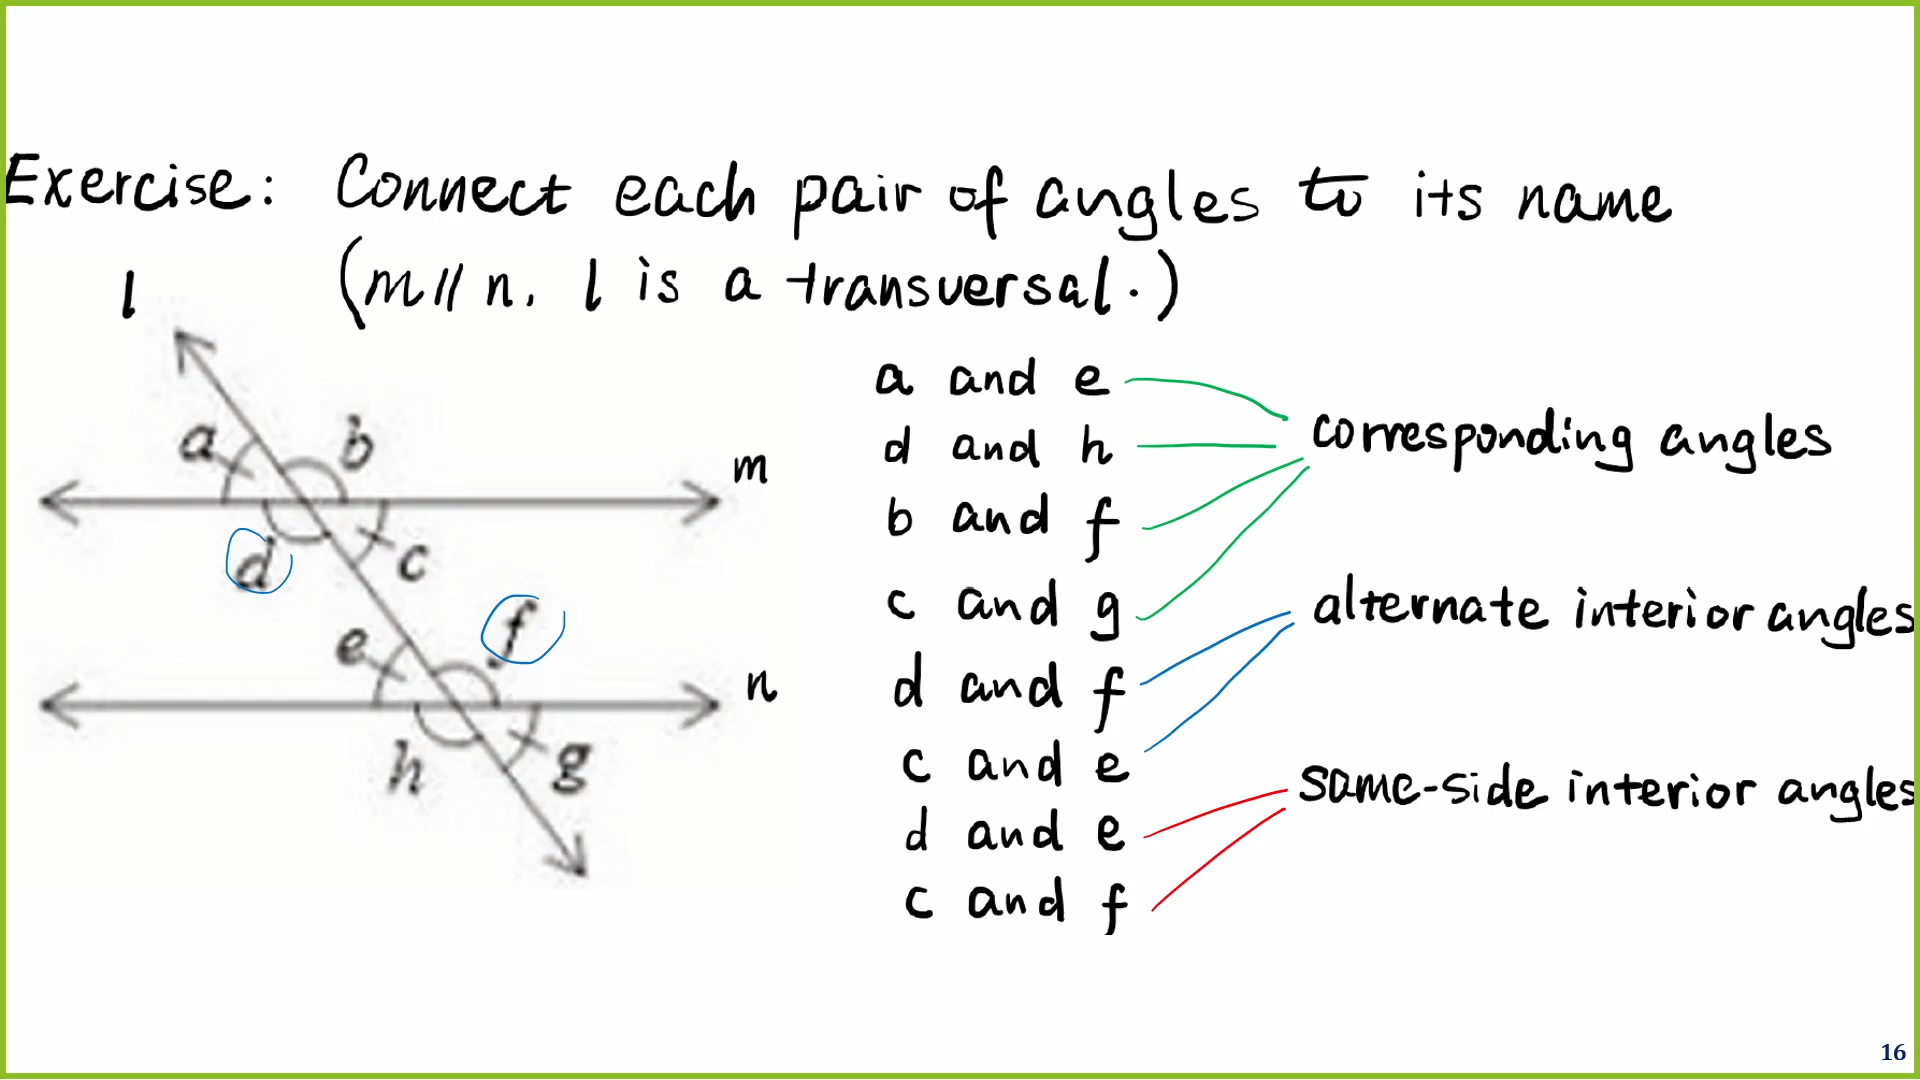 Exercise: Connect each pair of angles to its name
(m // n, l is a transversal.)
l
a
b
m
d
c
e
f
n
h
g
a and e
d and h
b and f
c and g
d and f
c and e
d and e
c and f
corresponding angles
alternate interior angles
same-side interior angles
16